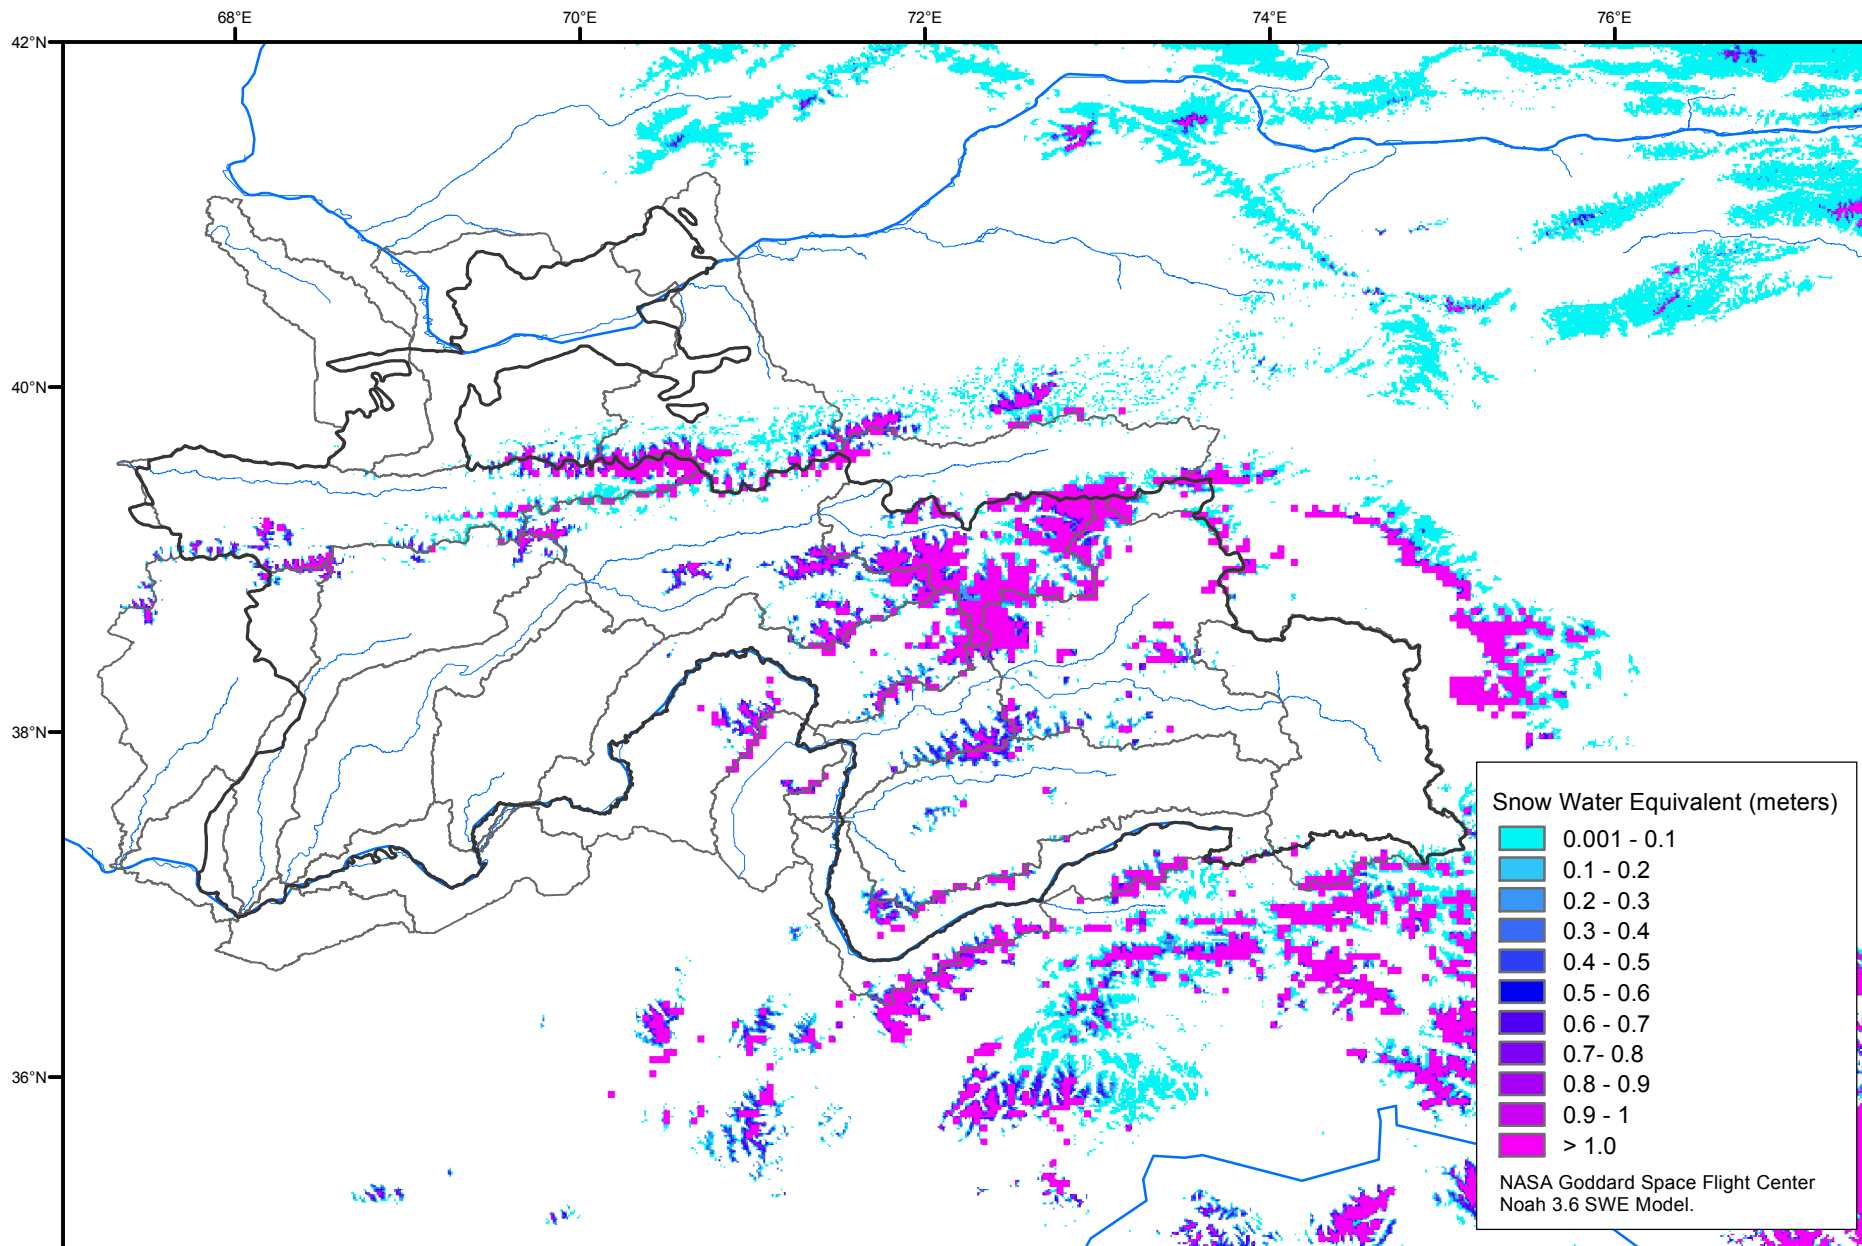 68°E
70°E
72°E
74°E
76°E
42°N
40°N
38°N
36°N
Snow Water Equivalent (meters)
0.001 - 0.1
0.1 - 0.2
0.2 - 0.3
0.3 - 0.4
0.4 - 0.5
0.5 - 0.6
0.6 - 0.7
0.7- 0.8
0.8 - 0.9
0.9 - 1
> 1.0
NASA Goddard Space Flight Center
Noah 3.6 SWE Model.